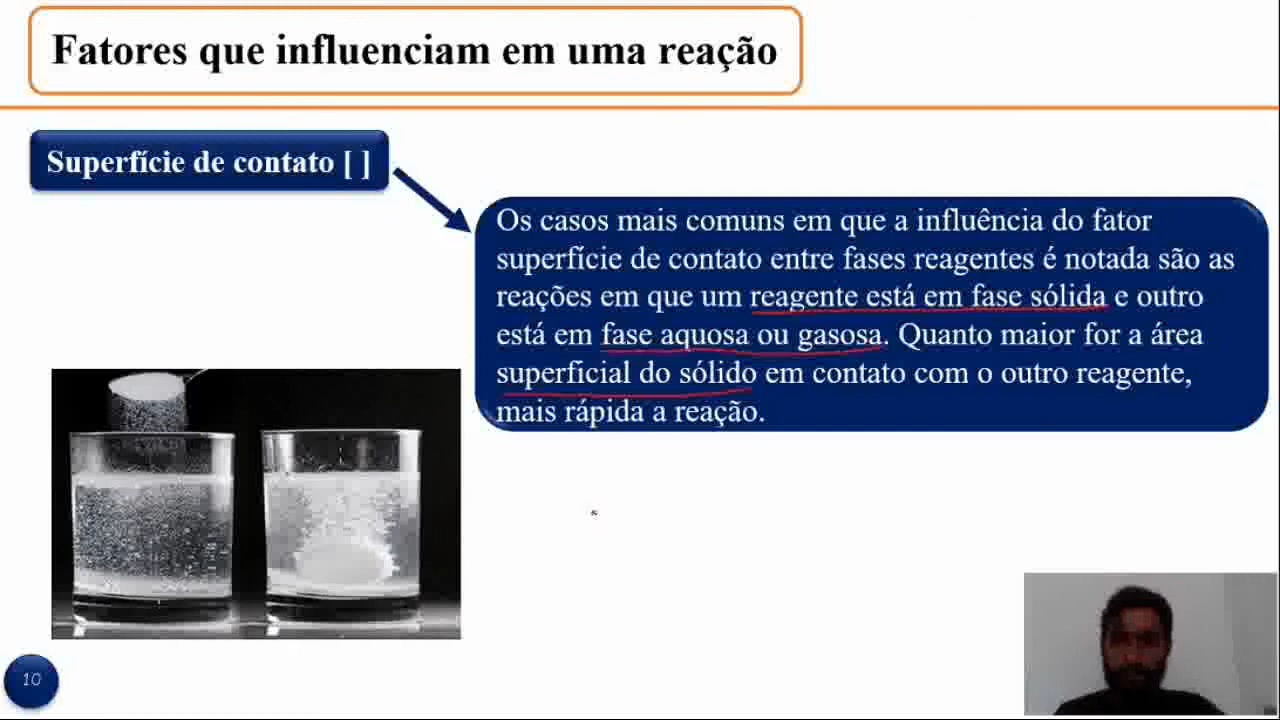 Fatores que influenciam em uma reação
Superfície de contato [ ]
Os casos mais comuns em que a influência do fator
superfície de contato entre fases reagentes é notada são as
reações em que um reagente está em fase sólida e outro
está em fase aquosa ou gasosa. Quanto maior for a área
superficial do sólido em contato com o outro reagente,
mais rápida a reação.
10